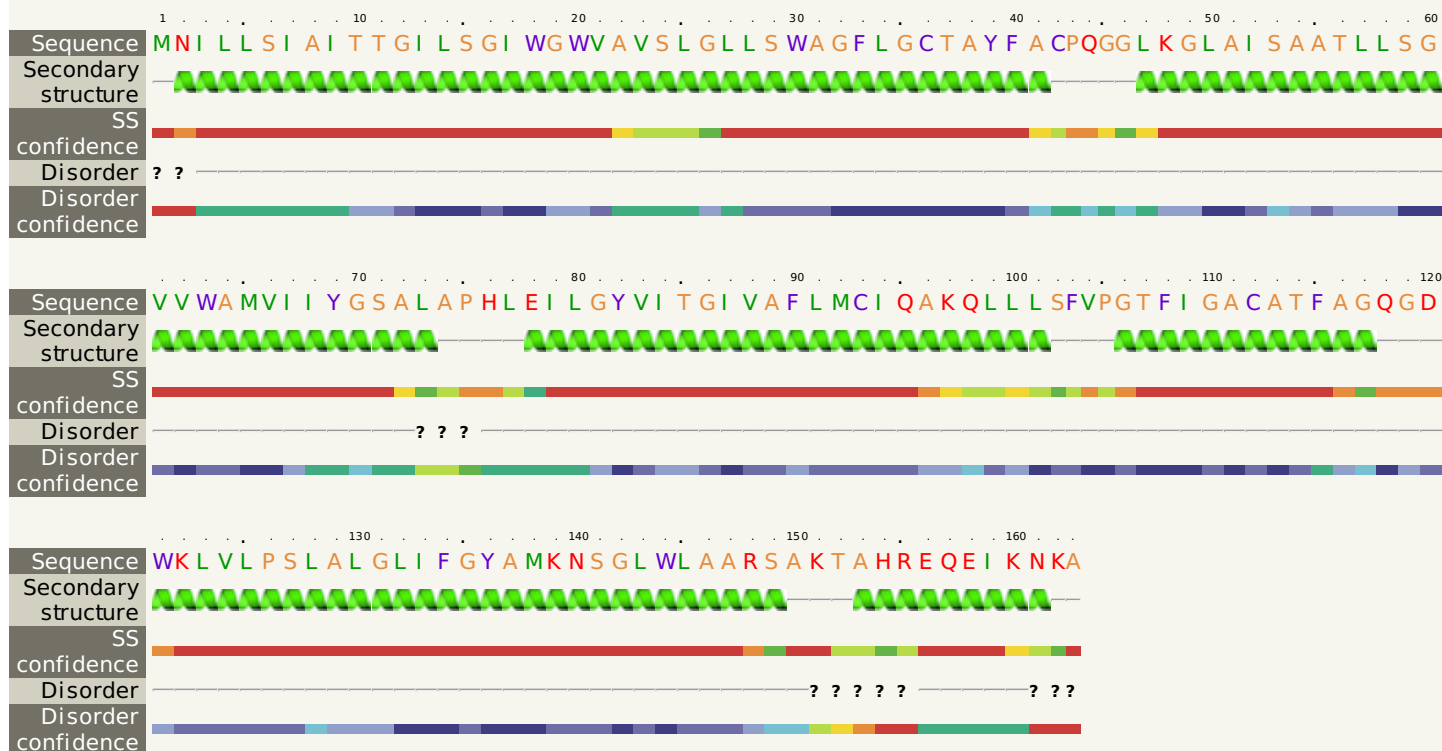 1 . . . . . . . 10 . . . . . . . . . 20 . . . . . . . . . 30 . . . . . . . . . 40 . . . . . . . . . 50 . . . . . . . . . 60
Sequence M N I L L S I A I T T G I L S G I W G W V A V S L G L L S W A G F L G C T A Y F A C P Q G G L K G L A I S A A T L L S G
Secondary
structure
SS
confidence
Disorder ? ?
Disorder
confidence
. . . . . . . . . 70 . . . . . . . . . 80 . . . . . . . . . 90 . . . . . . . . . 100 . . . . . . . . . 110 . . . . . . . . . 120
Sequence V V W A M V I I Y G S A L A P H L E I L G Y V I T G I V A F L M C I Q A K Q L L L S F V P G T F I G A C A T F A G Q G D
Secondary
structure
SS
confidence
Disorder ? ? ?
Disorder
confidence
. . . . . . . . . 130 . . . . . . . . . 140 . . . . . . . . . 150 . . . . . . . . . 160 . . .
Sequence W K L V L P S L A L G L I F G Y A M K N S G L W L A A R S A K T A H R E Q E I K N K A
Secondary
structure
SS
confidence
Disorder ? ? ? ? ? ? ? ?
Disorder
confidence